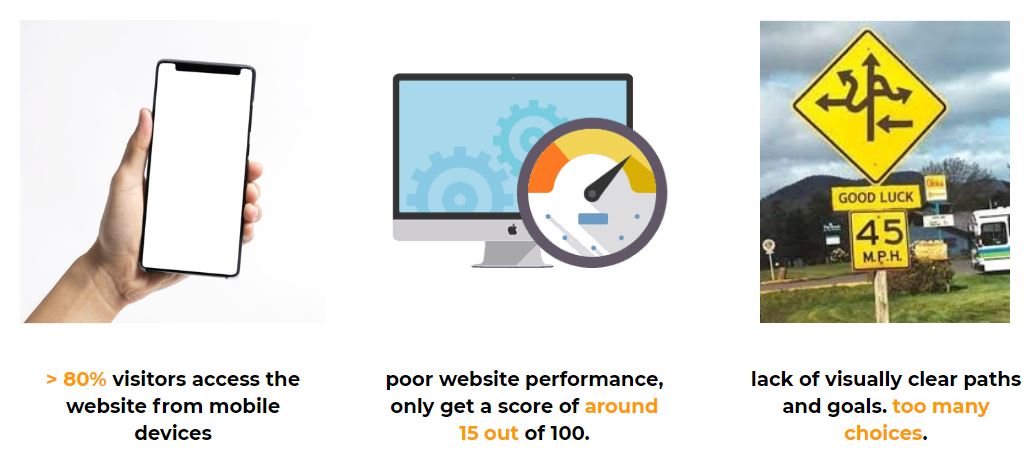 GOOD LUCK
45
M.P.H.
> 80% visitors access the
website from mobile
devices
poor website performance,
only get a score of around
15 out of 100.
lack of visually clear paths
and goals. too many
choices.